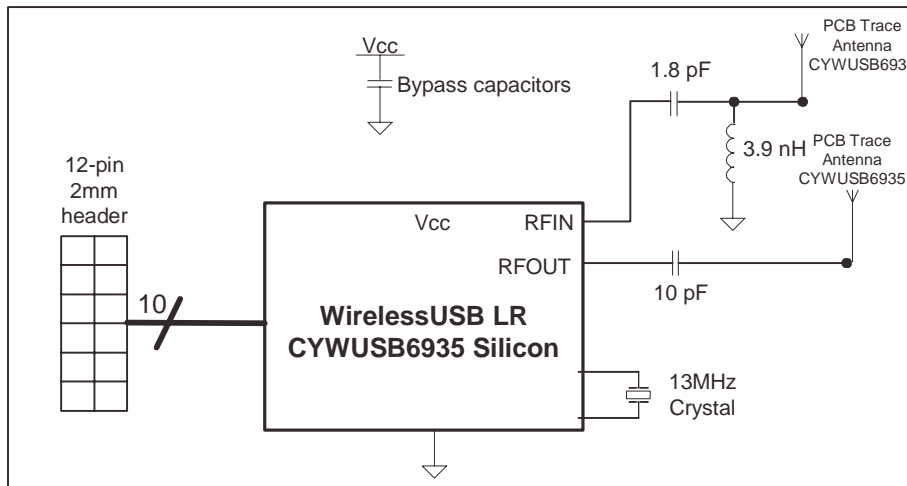 Vcc
Bypass capacitors
1.8 pF
PCB Trace
Antenna
CYWUSB693
3.9 nH
PCB Trace
Antenna
CYWUSB6935
12-pin
2mm
header
10
Vcc
RFIN
RFOUT
10 pF
WirelessUSB LR
CYWUSB6935 Silicon
13MHz
Crystal